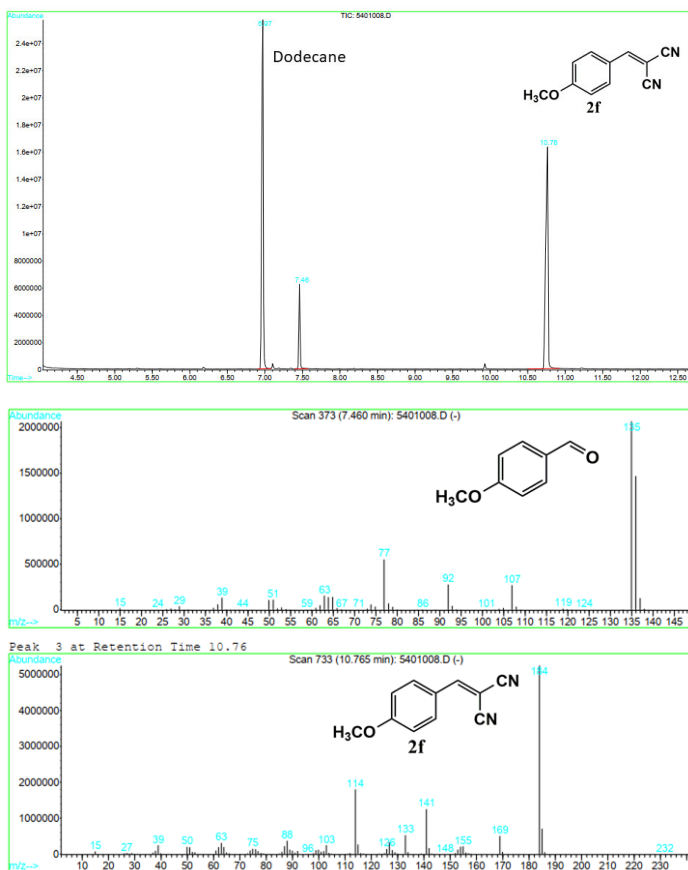 Abundance
TIC: 5401008.D
6.97
2.4e+07
2.2e+07
2e+07
1.8e+07
1.6e+07
1.4e+07
1.2e+07
1e+07
8000000
6000000
4000000
2000000
0
Dodecane
7.46
10.76
CN
CN
H₃CO
2f
4.50 5.00 5.50 6.00 6.50 7.00 7.50 8.00 8.50 9.00 9.50 10.00 10.50 11.00 11.50 12.00 12.50
Time-->
Abundance
Scan 373 (7.460 min): 5401008.D (-)
2000000
1500000
1000000
500000
0
15 24 29 39 44 51 58 63 67 71 77 86 92 101 107 119 124 135
O
H₃CO
5 10 15 20 25 30 35 40 45 50 55 60 65 70 75 80 85 90 95 100 105 110 115 120 125 130 135 140 145
m/z-->
Peak 3 at Retention Time 10.76
Abundance
Scan 733 (10.765 min): 5401008.D (-)
5000000
4000000
3000000
2000000
1000000
0
15 27 39 50 63 75 88 96 103 114 126 133 141 148 155 169 184 232
CN
CN
H₃CO
2f
10 20 30 40 50 60 70 80 90 100 110 120 130 140 150 160 170 180 190 200 210 220 230
m/z-->